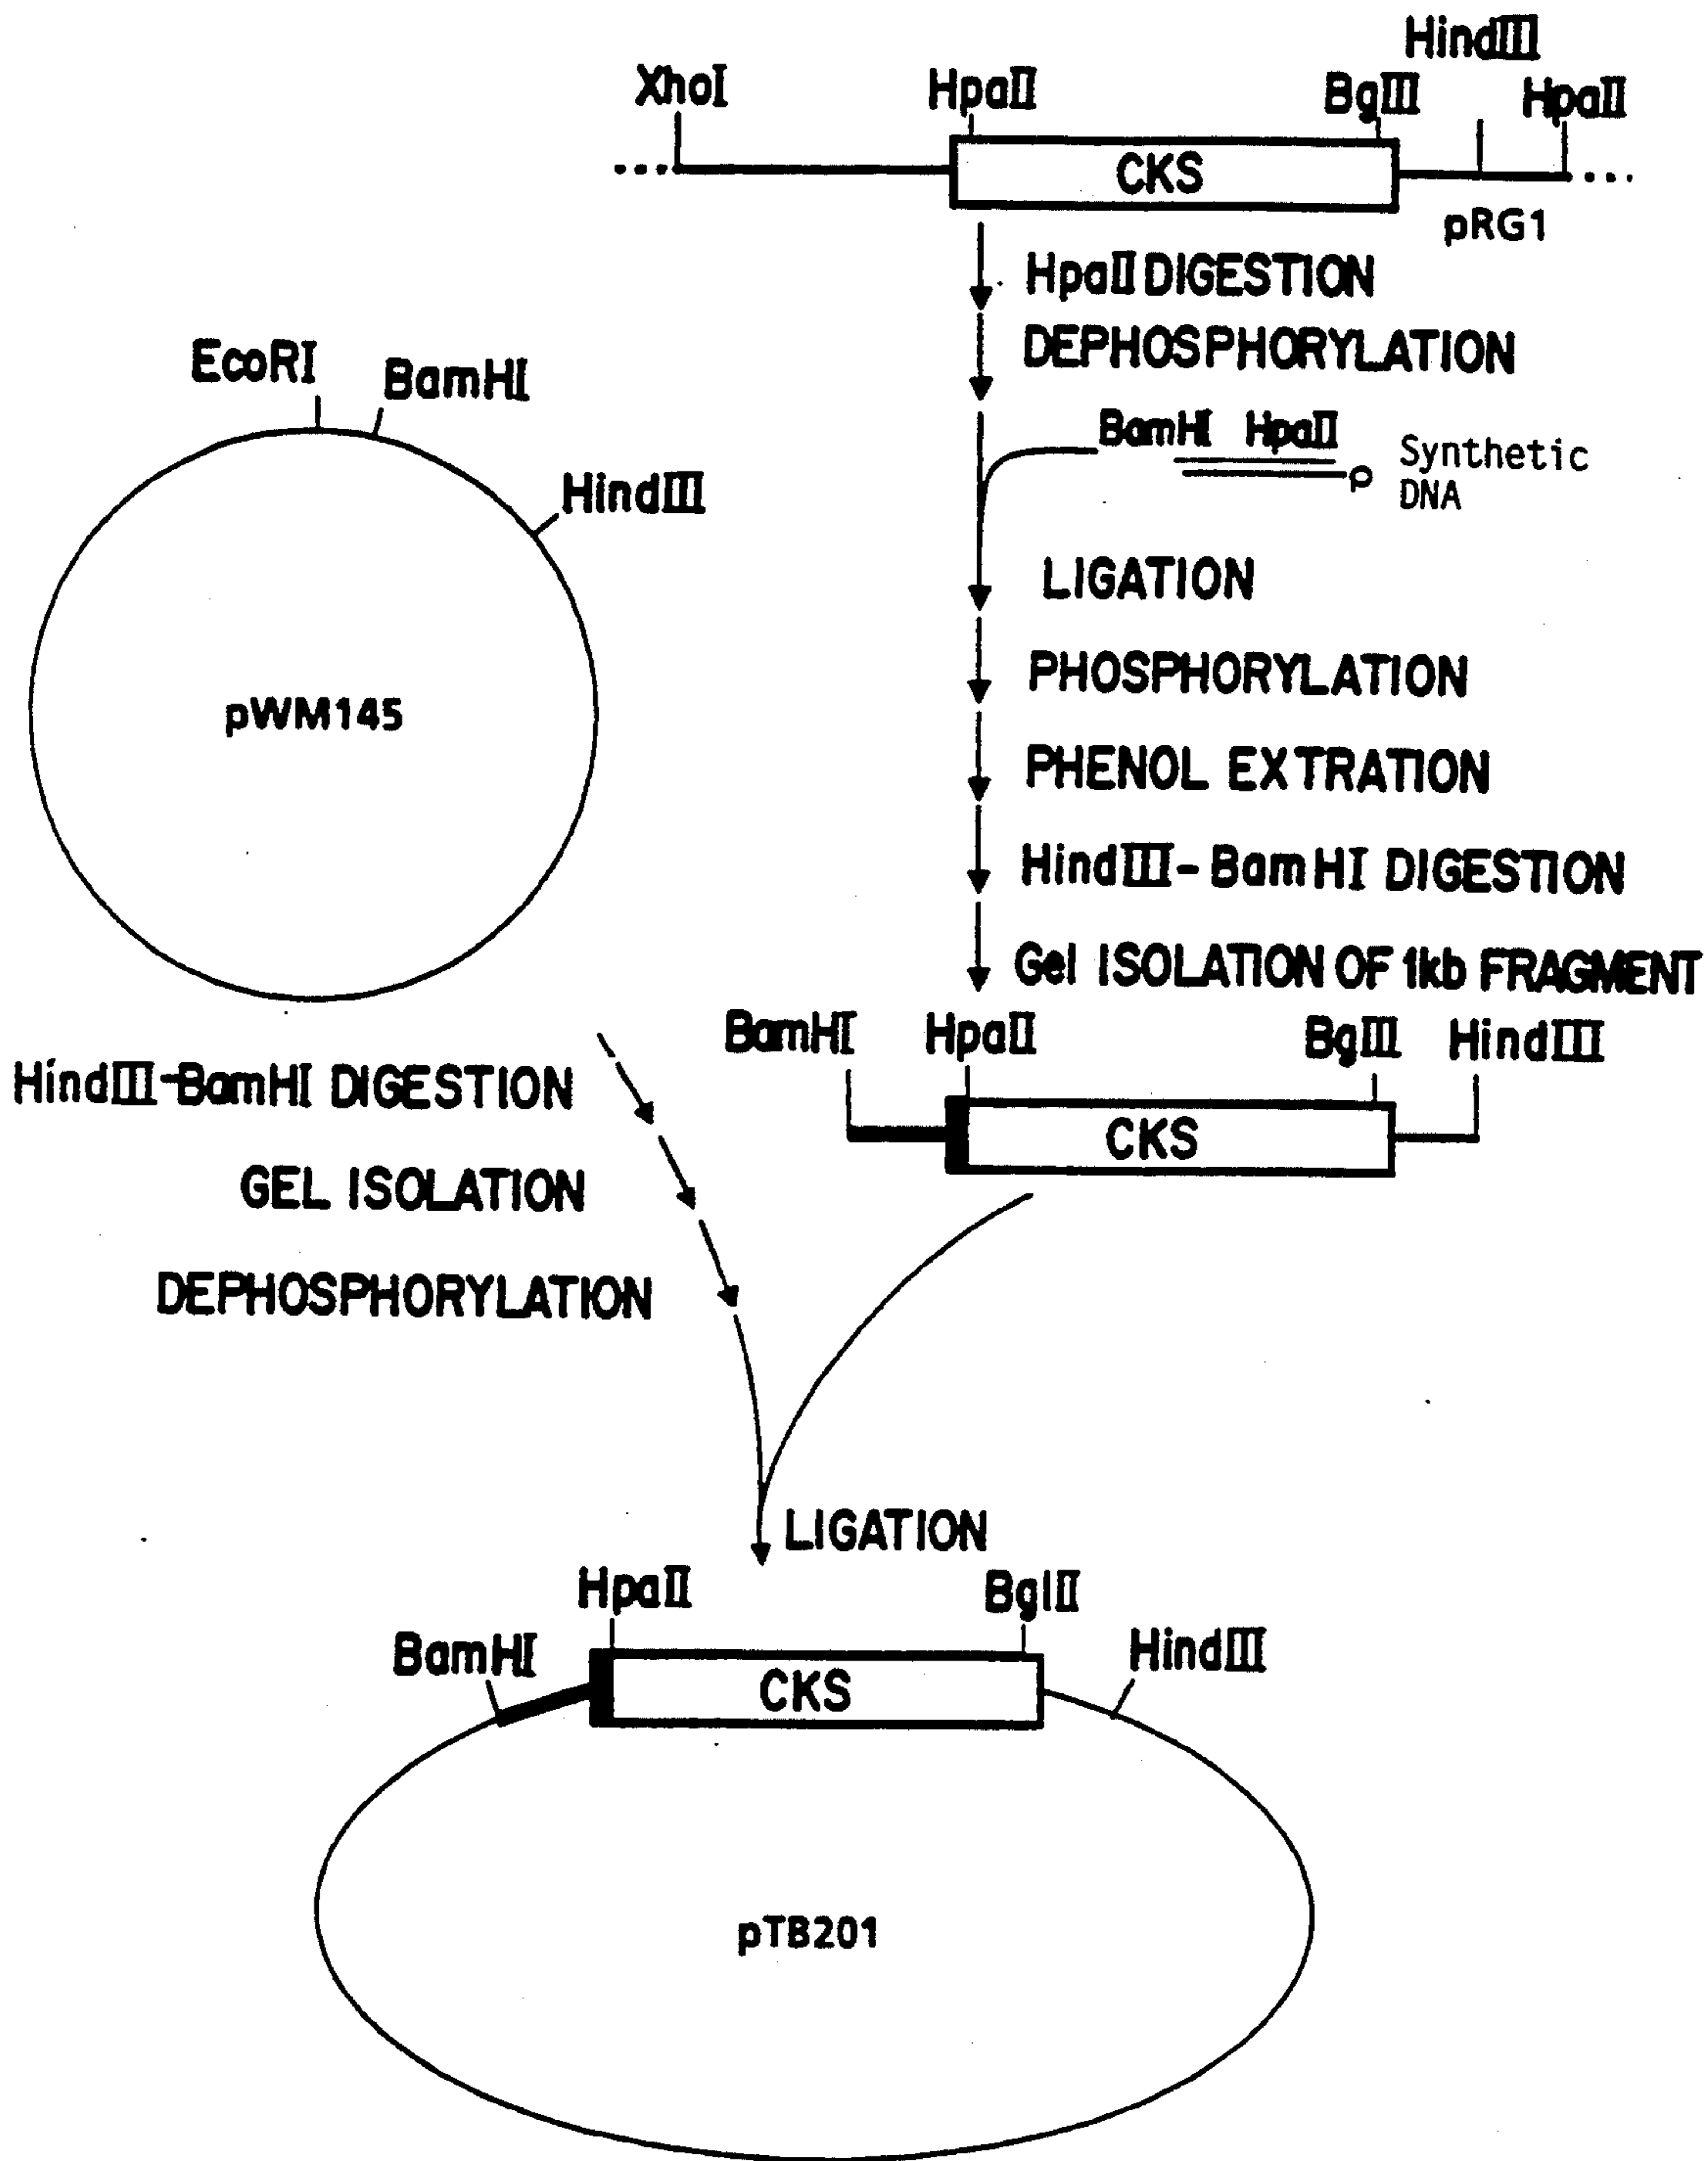 HindIII
XhoI HpaII BglII HpaII
CKS
pRG1
HpaII DIGESTION
DEPHOSPHORYLATION
EcoRI
BamHI
HindIII
pWM145
BamHI HpaII
p
Synthetic
DNA
LIGATION
PHOSPHORYLATION
PHENOL EXTRATION
HindIII-BamHI DIGESTION
Gel ISOLATION OF 1kb FRAGMENT
BamHI HpaII BglII HindIII
CKS
HindIII-BamHI DIGESTION
GEL ISOLATION
DEPHOSPHORYLATION
LIGATION
HpaII BglII
BamHI HindIII
CKS
pTB201